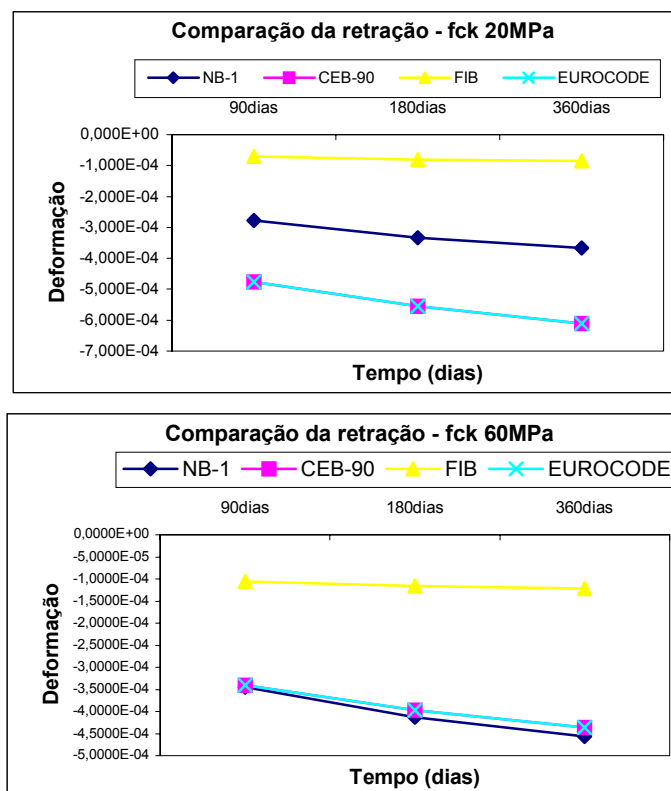 Comparação da retração - fck 20MPa
NB-1 CEB-90 FIB EUROCODE
90dias 180dias 360dias
0,000E+00
-1,000E-04
-2,000E-04
-3,000E-04
-4,000E-04
-5,000E-04
-6,000E-04
-7,000E-04
Deformação
Tempo (dias)
Comparação da retração - fck 60MPa
NB-1 CEB-90 FIB EUROCODE
90dias 180dias 360dias
0,0000E+00
-5,0000E-05
-1,0000E-04
-1,5000E-04
-2,0000E-04
-2,5000E-04
-3,0000E-04
-3,5000E-04
-4,0000E-04
-4,5000E-04
-5,0000E-04
Deformação
Tempo (dias)